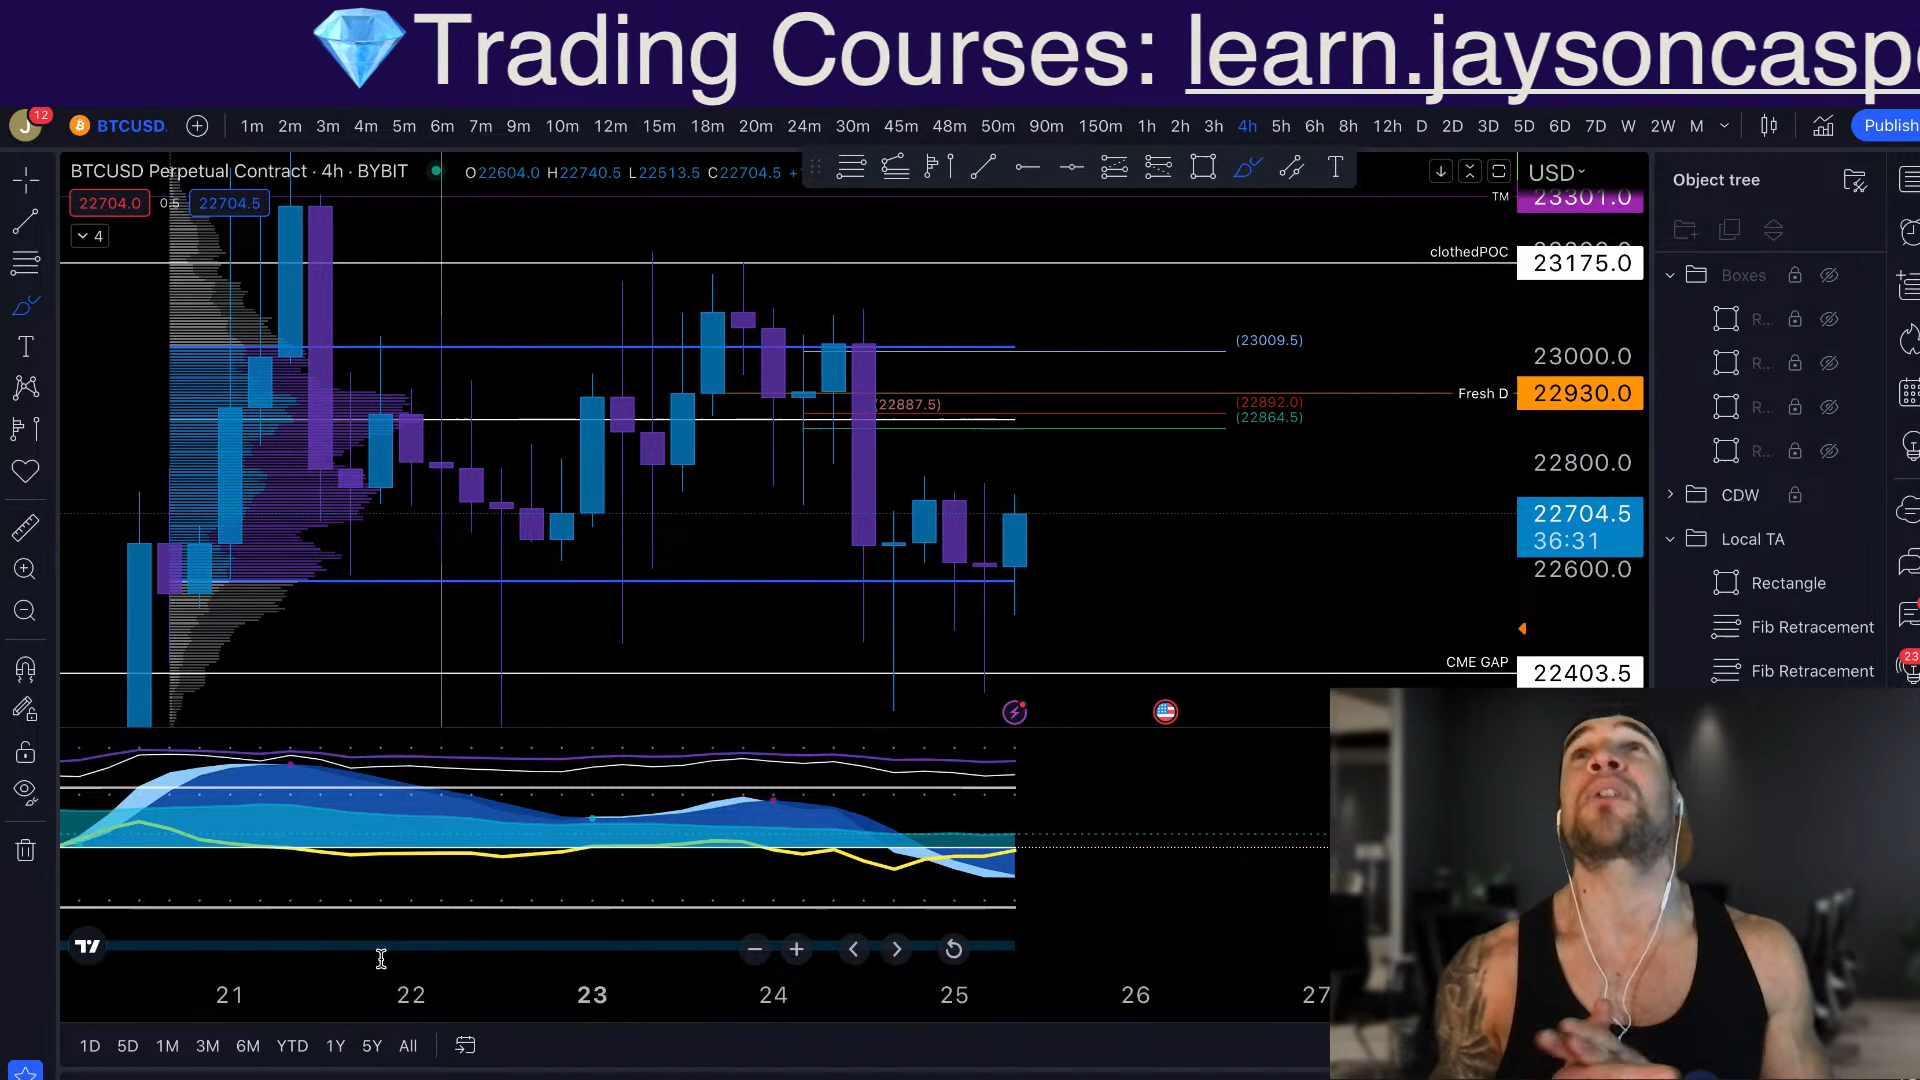 💎Trading Courses: learn.jaysoncasp
J
12
BTCUSD
1m 2m 3m 4m 5m 6m 7m 9m 10m 12m 15m 18m 20m 24m 30m 45m 48m 50m 90m 150m 1h 2h 3h 4h 5h 6h 8h 12h D 2D 3D 5D 6D 7D W 2W M
Publish
BTCUSD Perpetual Contract · 4h · BYBIT
O22604.0 H22740.5 L22513.5 C22704.5 +
22704.0 0.5 22704.5
4
USD
Object tree
TM 23301.0
clothedPOC 23175.0
Boxes
R...
R...
R...
R...
(23009.5)
23000.0
Fresh D 22930.0
(22887.5)
(22892.0)
(22864.5)
22800.0
CDW
22704.5
36:31
Local TA
22600.0
Rectangle
Fib Retracement
CME GAP 22403.5
Fib Retracement
23
21 22 23 24 25 26 27
1D 5D 1M 3M 6M YTD 1Y 5Y All